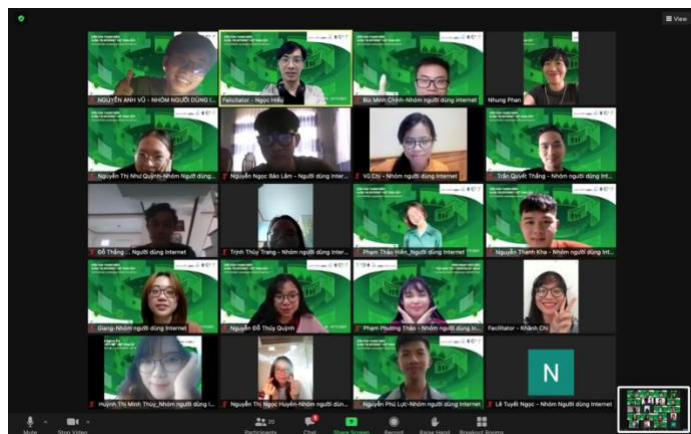 View
NGUYỄN ANH VŨ - NHÓM NGƯỜI DÙNG I...
Felicitator - Ngọc Hiếu
Bùi Minh Chính-Nhóm người dùng internet
Nhung Phan
Nguyễn Thị Như Quỳnh-Nhóm Người dùng...
Nguyễn Ngọc Bảo Lâm - Người dùng Inter...
Vũ Chi - Nhóm người dùng internet
Trần Quyết Thắng - Nhóm người dùng Int...
Đỗ Thắng ... Người dùng Internet
Trịnh Thùy Trang - Nhóm người dùng Inter...
Phạm Thảo Hiền_Người dùng Internet
Nguyễn Thanh Kha - Nhóm người dùng Int...
Giang-Nhóm người dùng Internet
Nguyễn Đỗ Thúy Quỳnh
Phạm Phương Thảo - Nhóm người dùng In...
Facilitator - Khánh Chi
Huỳnh Thị Minh Thùy_Nhóm người dùng I...
Nguyễn Thị Ngọc Huyền-Nhóm người dùn...
Nguyễn Phú Lực-Nhóm người dùng Internet
N
Lê Tuyết Ngọc - Nhóm người dùng Internet
Mute
Stop Video
Participants
25
Chat
Share Screen
Record
Raise Hand
Breakout Rooms